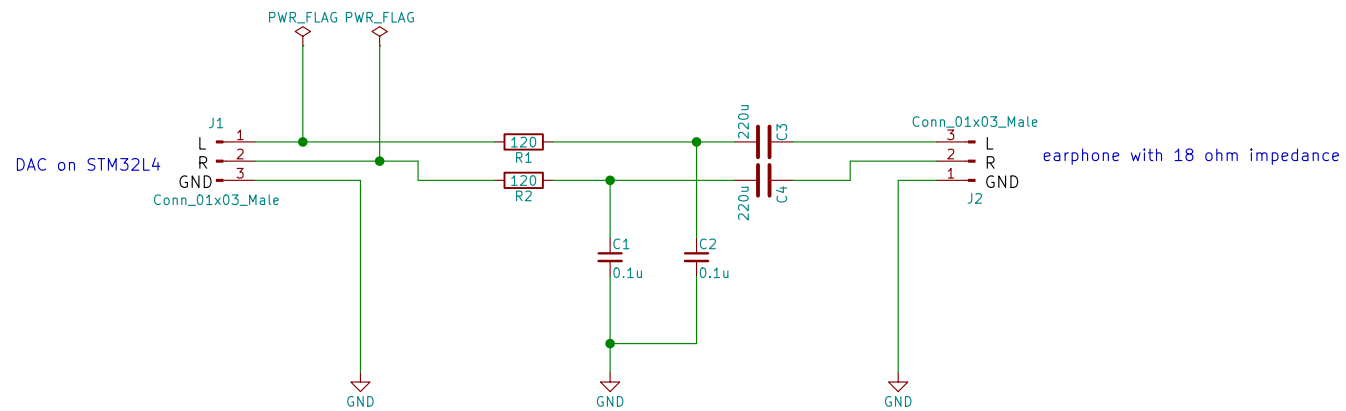 PWR_FLAG PWR_FLAG
J1
1
L
2
R
3
GND
Conn_01x03_Male
DAC on STM32L4
120
R1
120
R2
220u
C3
220u
C4
C1
0.1u
C2
0.1u
Conn_01x03_Male
3
L
2
R
1
GND
J2
earphone with 18 ohm impedance
GND
GND
GND